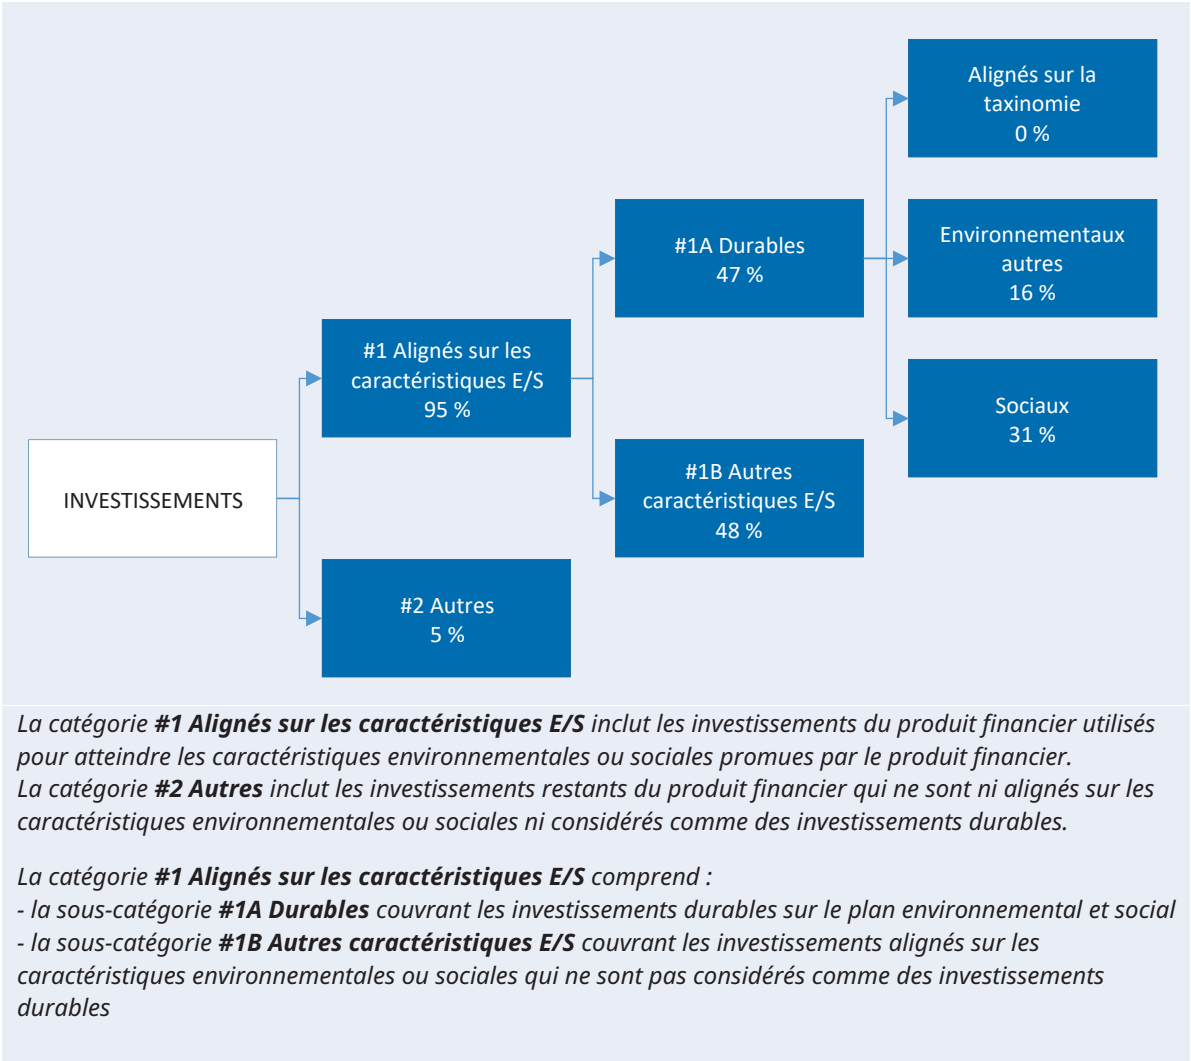 Alignés sur la
taxinomie
0 %
#1A Durables
47 %
Environnementaux
autres
16 %
#1 Alignés sur les
caractéristiques E/S
95 %
Sociaux
31 %
#1B Autres
caractéristiques E/S
48 %
INVESTISSEMENTS
#2 Autres
5 %
La catégorie #1 Alignés sur les caractéristiques E/S inclut les investissements du produit financier utilisés
pour atteindre les caractéristiques environnementales ou sociales promues par le produit financier.
La catégorie #2 Autres inclut les investissements restants du produit financier qui ne sont ni alignés sur les
caractéristiques environnementales ou sociales ni considérés comme des investissements durables.
La catégorie #1 Alignés sur les caractéristiques E/S comprend :
- la sous-catégorie #1A Durables couvrant les investissements durables sur le plan environnemental et social
- la sous-catégorie #1B Autres caractéristiques E/S couvrant les investissements alignés sur les
caractéristiques environnementales ou sociales qui ne sont pas considérés comme des investissements
durables